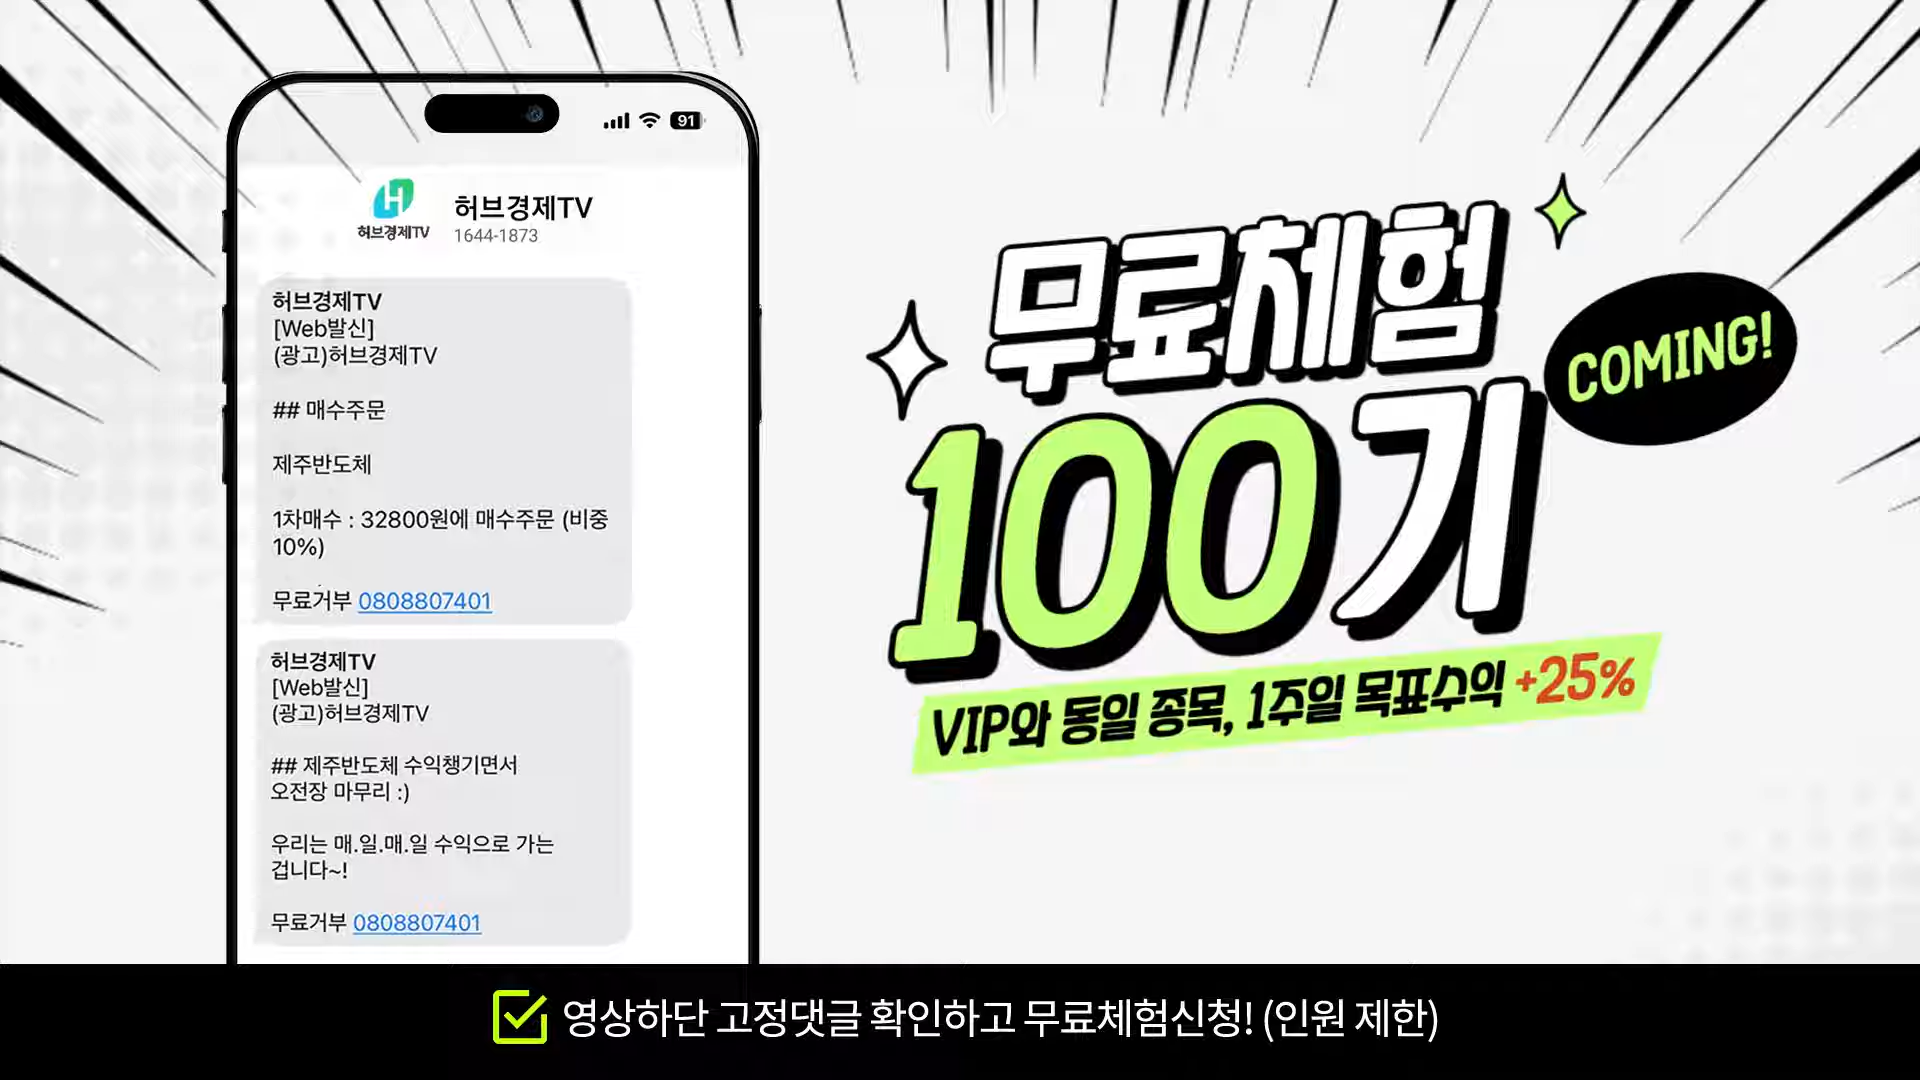 91
허브경제TV
허브경제TV
1644-1873
허브경제TV
[Web발신]
(광고)허브경제TV
## 매수주문
제주반도체
1차매수 : 32800원에 매수주문 (비중
10%)
무료거부 0808807401
허브경제TV
[Web발신]
(광고)허브경제TV
## 제주반도체 수익챙기면서
오전장 마무리 :)
우리는 매.일.매.일 수익으로 가는
겁니다~!
무료거부 0808807401
무료체험
100기
COMING!
VIP와 동일 종목, 1주일 목표수익 +25%
영상하단 고정댓글 확인하고 무료체험신청! (인원 제한)